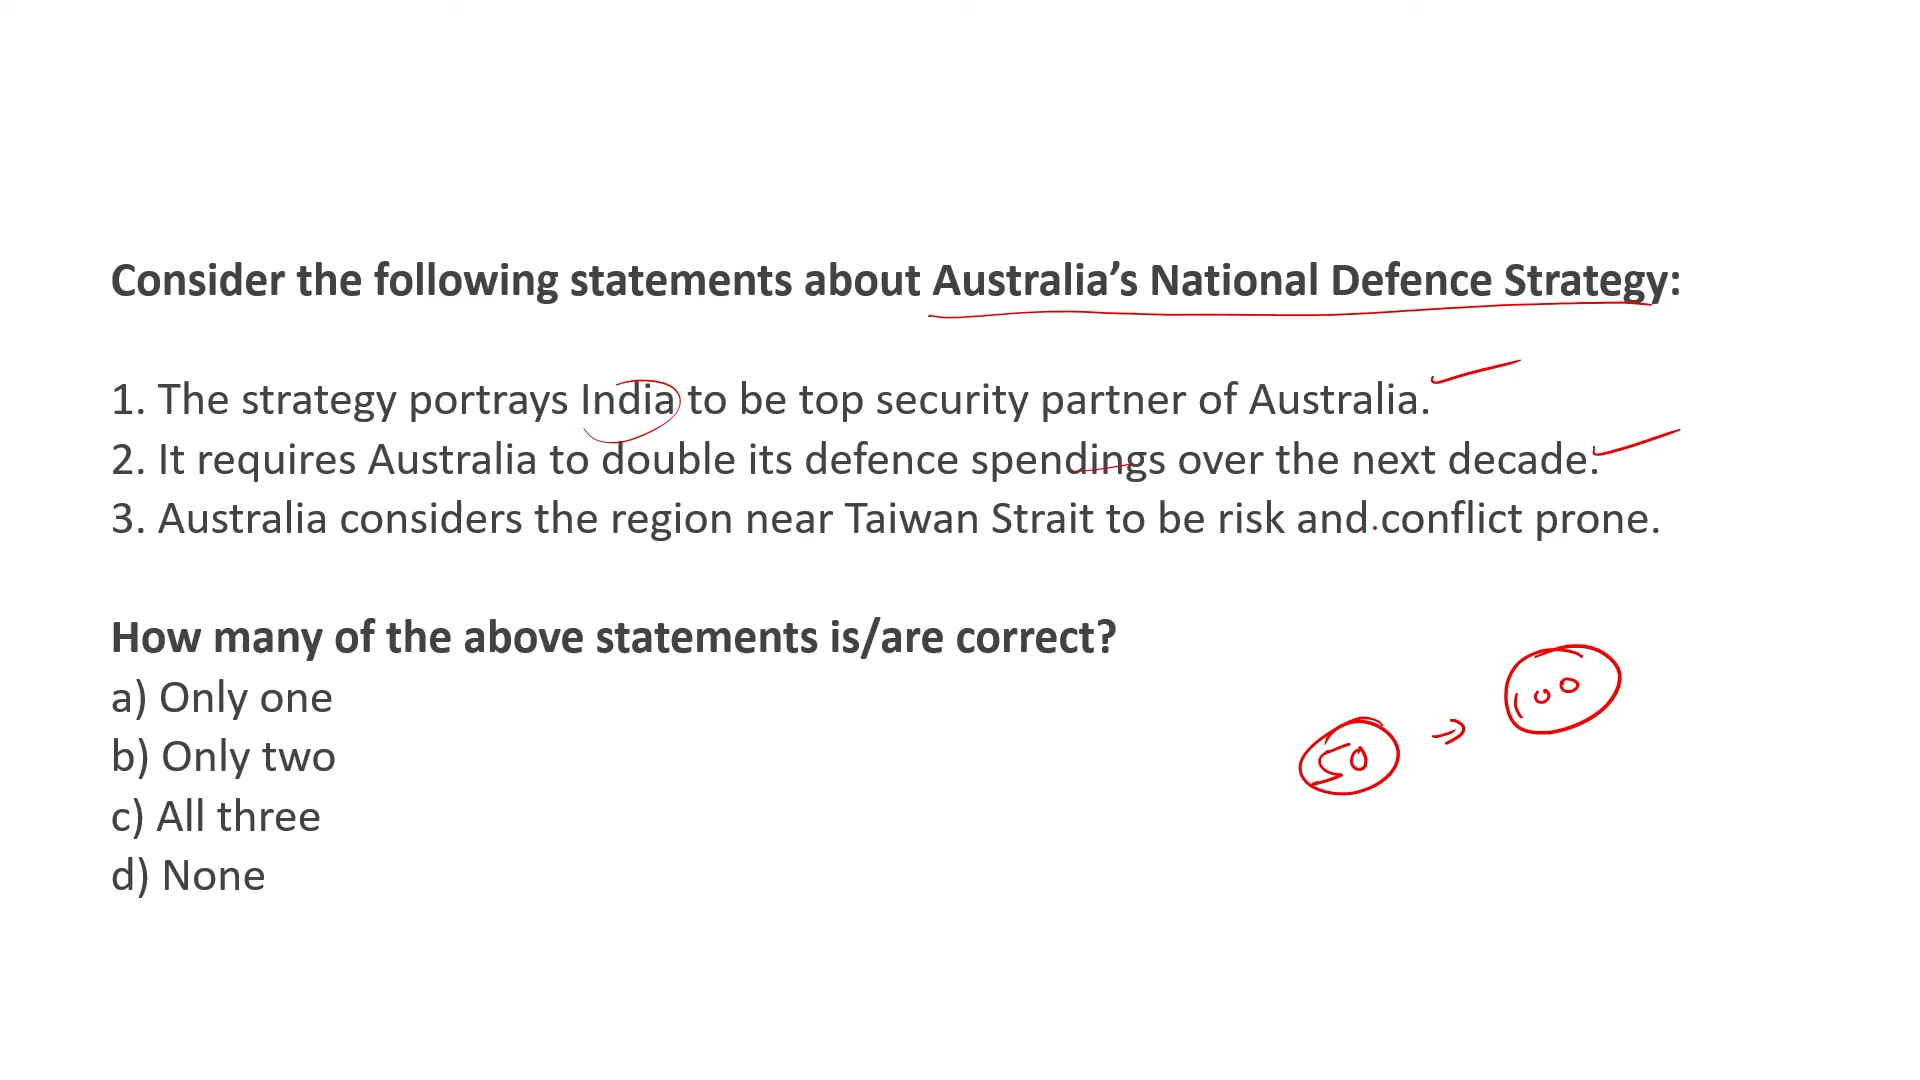 Consider the following statements about Australia’s National Defence Strategy:
1. The strategy portrays India to be top security partner of Australia.
2. It requires Australia to double its defence spendings over the next decade.
3. Australia considers the region near Taiwan Strait to be risk and conflict prone.
How many of the above statements is/are correct?
a) Only one
b) Only two
c) All three
d) None
50 ⇒ 100